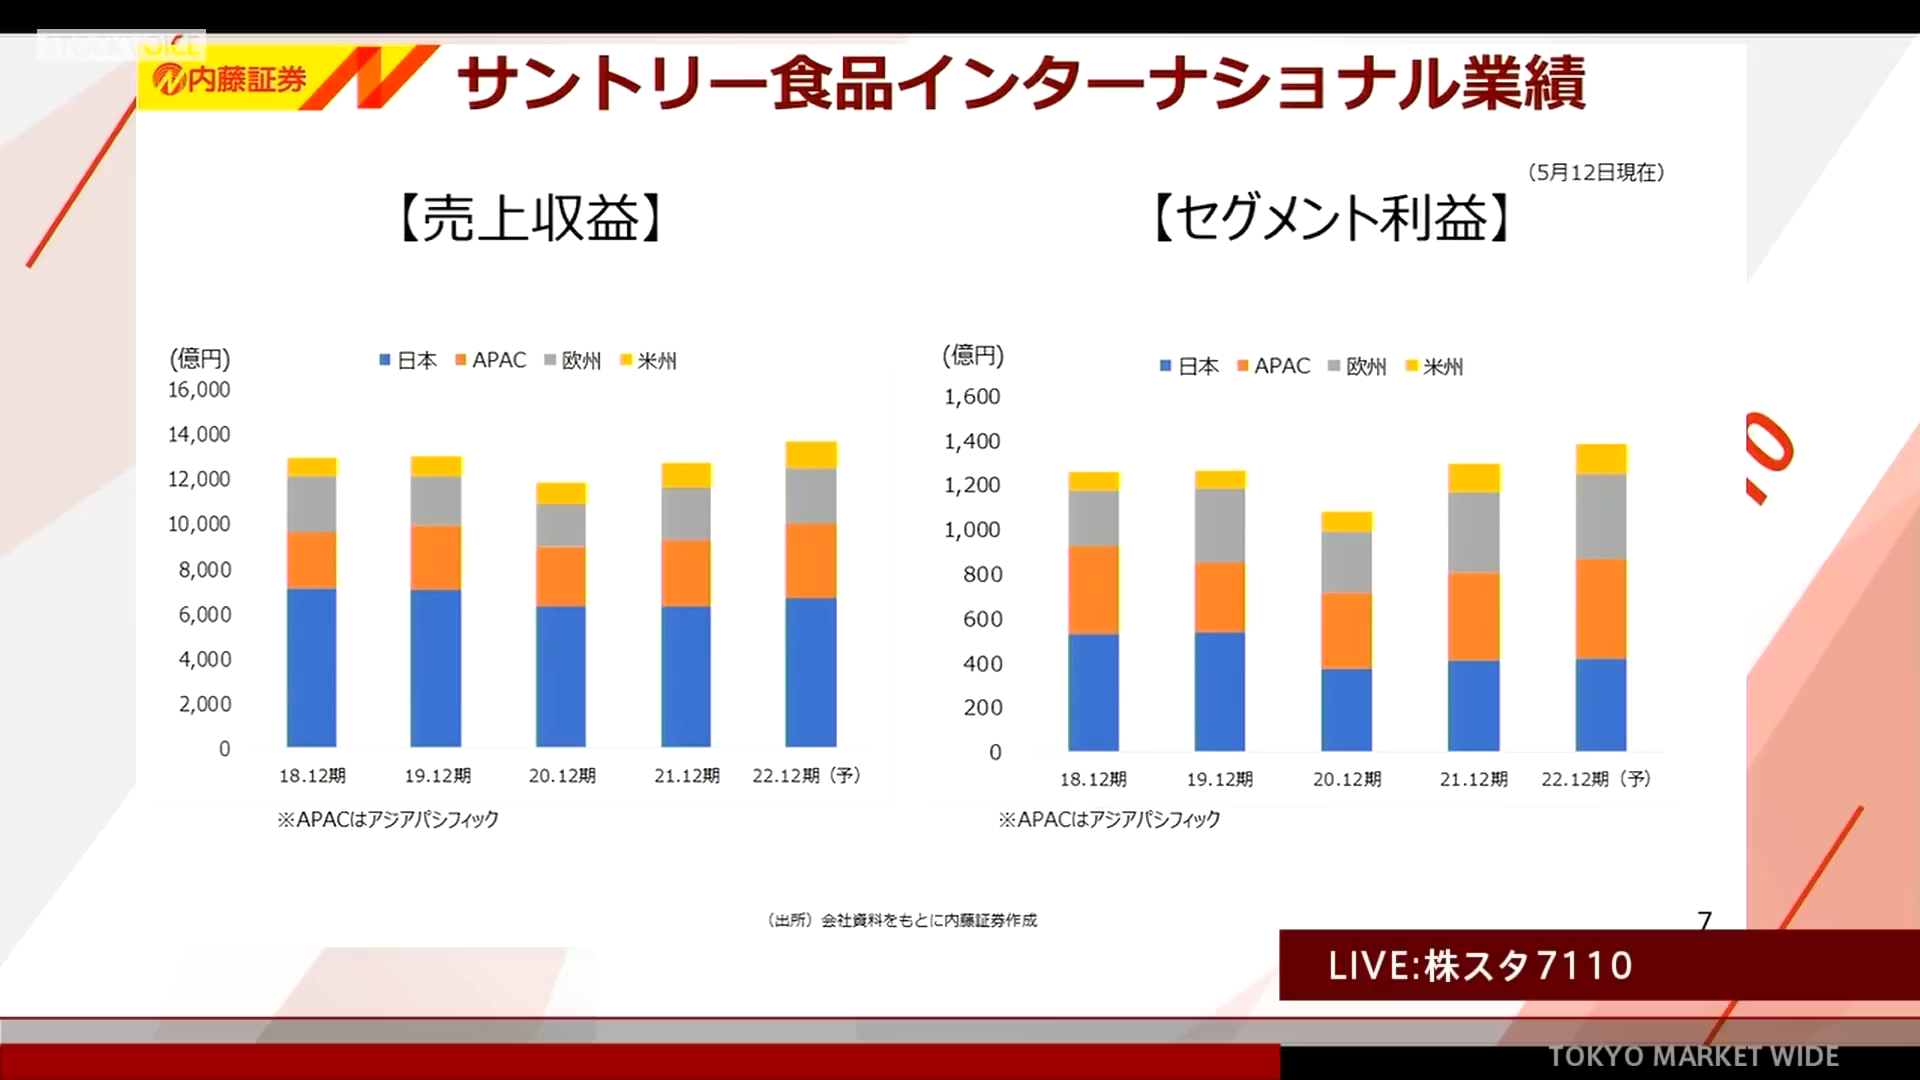 STOCKVOICE
内藤証券
サントリー食品インターナショナル業績
（5月12日現在）
【売上収益】
(億円)
日本 APAC 欧州 米州
16,000
14,000
12,000
10,000
8,000
6,000
4,000
2,000
0
18.12期 19.12期 20.12期 21.12期 22.12期（予）
※APACはアジアパシフィック
【セグメント利益】
(億円)
日本 APAC 欧州 米州
1,600
1,400
1,200
1,000
800
600
400
200
0
18.12期 19.12期 20.12期 21.12期 22.12期（予）
※APACはアジアパシフィック
（出所）会社資料をもとに内藤証券作成
7
10
LIVE:株スタ7110
TOKYO MARKET WIDE